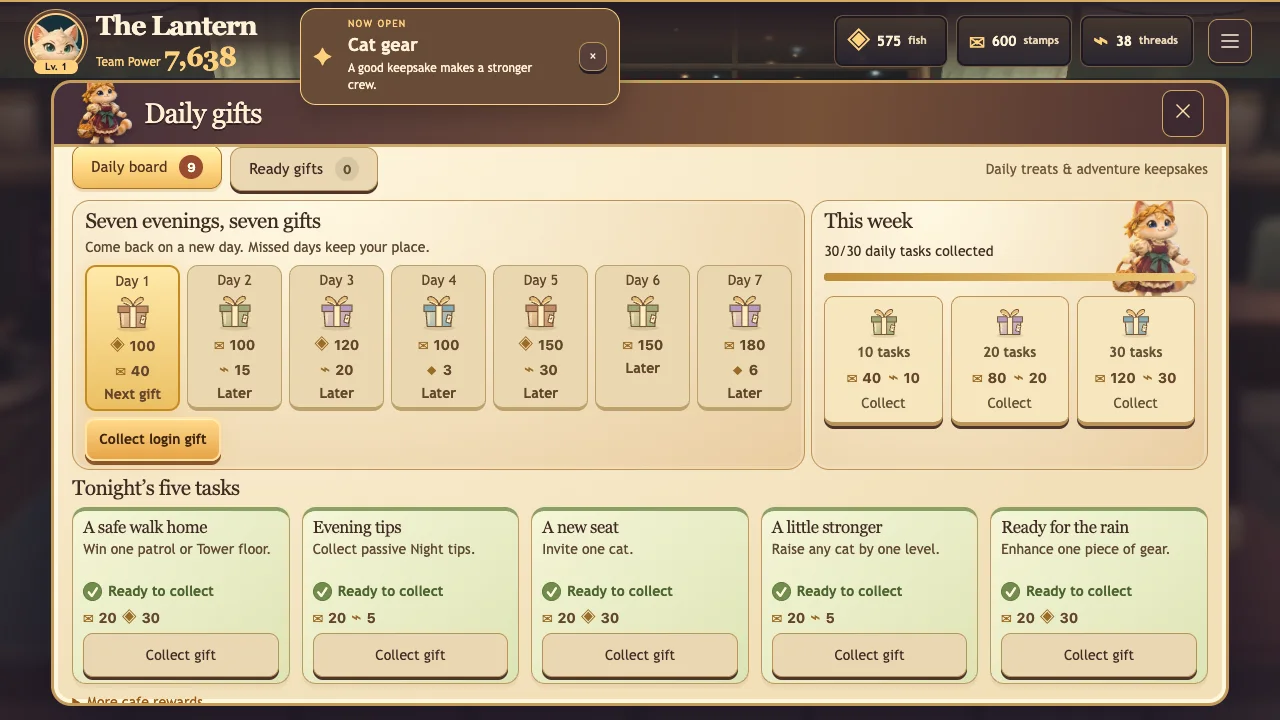 The Lantern
Team Power 7,638
Lv. 1
NOW OPEN
Cat gear
A good keepsake makes a stronger
crew.
×
575 fish
600 stamps
38 threads
Daily gifts
Daily board 9
Ready gifts 0
Daily treats & adventure keepsakes
Seven evenings, seven gifts
Come back on a new day. Missed days keep your place.
Day 1
100
40
Next gift
Day 2
100
15
Later
Day 3
120
20
Later
Day 4
100
3
Later
Day 5
150
30
Later
Day 6
150
Later
Day 7
180
6
Later
Collect login gift
This week
30/30 daily tasks collected
10 tasks
40 10
Collect
20 tasks
80 20
Collect
30 tasks
120 30
Collect
Tonight's five tasks
A safe walk home
Win one patrol or Tower floor.
Ready to collect
20 30
Collect gift
Evening tips
Collect passive Night tips.
Ready to collect
20 5
Collect gift
A new seat
Invite one cat.
Ready to collect
20 30
Collect gift
A little stronger
Raise any cat by one level.
Ready to collect
20 5
Collect gift
Ready for the rain
Enhance one piece of gear.
Ready to collect
20 30
Collect gift
More cafe rewards